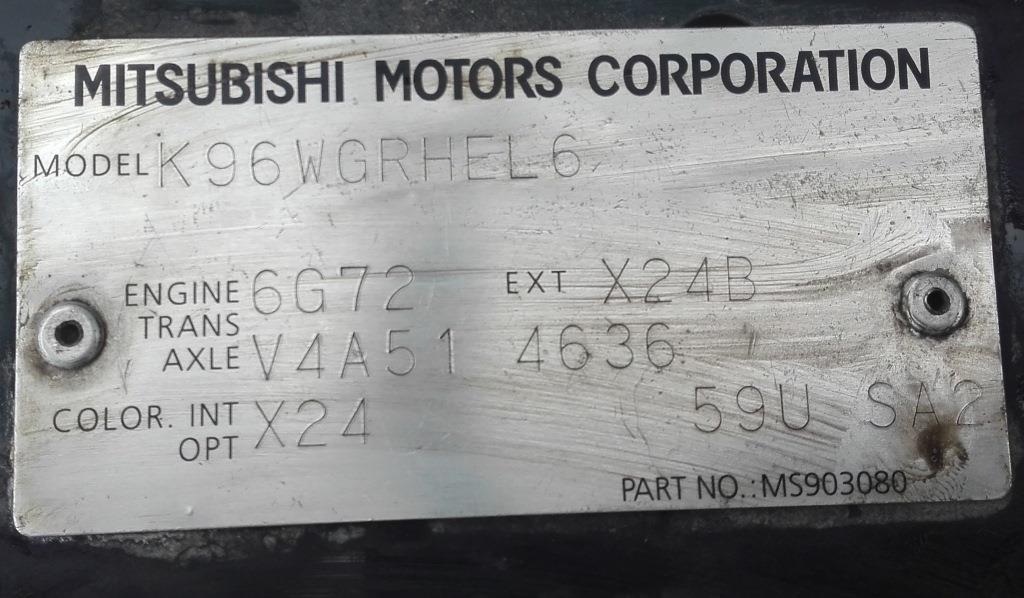 MITSUBISHI MOTORS CORPORATION
MODEL K96WGRHEL6
ENGINE 6G72 EXT X24B
TRANS
AXLE V4A51 4636
COLOR. INT X24 59U SA2
OPT
PART NO.: MS903080